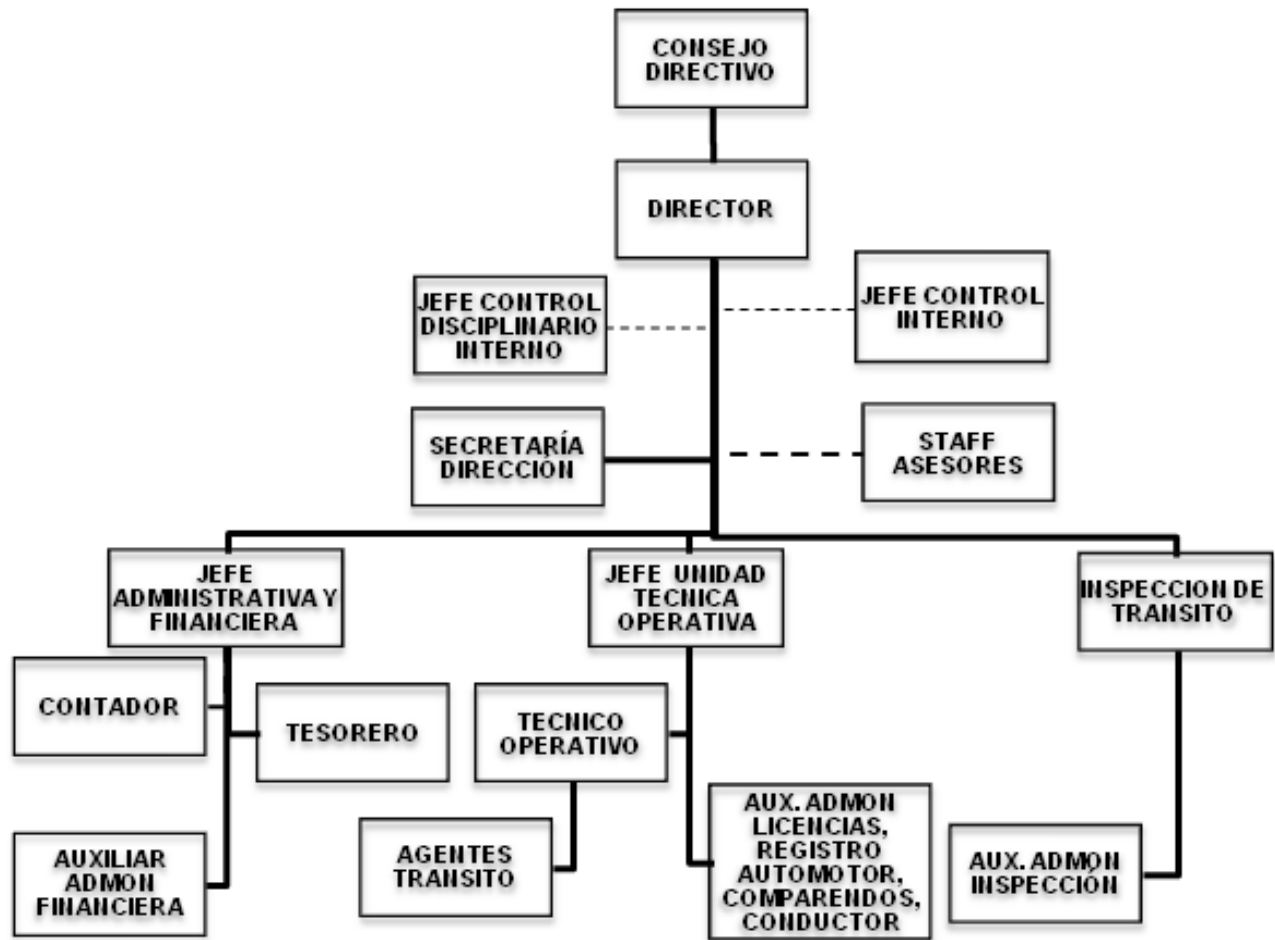 CONSEJO
DIRECTIVO
DIRECTOR
JEFE CONTROL
DISCIPLINARIO
INTERNO
JEFE CONTROL
INTERNO
SECRETARÍA
DIRECCIÓN
STAFF
ASESORES
JEFE
ADMINISTRATIVA Y
FINANCIERA
JEFE UNIDAD
TECNICA
OPERATIVA
INSPECCION DE
TRANSITO
CONTADOR
TESORERO
TECNICO
OPERATIVO
AUXILIAR
ADMON
FINANCIERA
AGENTES
TRANSITO
AUX. ADMON
LICENCIAS,
REGISTRO
AUTOMOTOR,
COMPARENDOS,
CONDUCTOR
AUX. ADMON
INSPECCIÓN